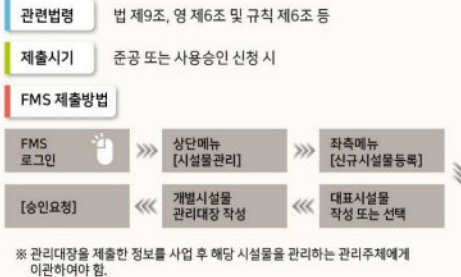 관련법령 법 제9조, 영 제6조 및 규칙 제6조 등
제출시기 준공 또는 사용승인 신청 시
FMS 제출방법
FMS
로그인
상단메뉴
[시설물관리]
좌측메뉴
[신규시설물등록]
대표시설물
작성 또는 선택
개별시설물
관리대장 작성
[승인요청]
※ 관리대장을 제출한 정보를 사업 후 해당 시설물을 관리하는 관리주체에게
이관하여야 함.